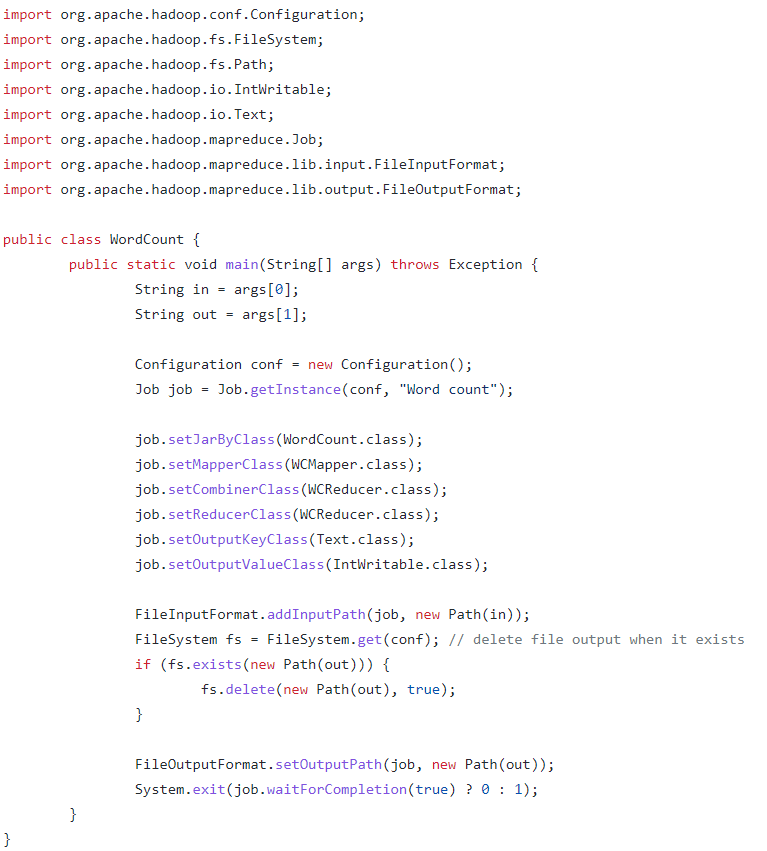 import org.apache.hadoop.conf.Configuration;
import org.apache.hadoop.fs.FileSystem;
import org.apache.hadoop.fs.Path;
import org.apache.hadoop.io.IntWritable;
import org.apache.hadoop.io.Text;
import org.apache.hadoop.mapreduce.Job;
import org.apache.hadoop.mapreduce.lib.input.FileInputFormat;
import org.apache.hadoop.mapreduce.lib.output.FileOutputFormat;

public class WordCount {
        public static void main(String[] args) throws Exception {
                String in = args[0];
                String out = args[1];

                Configuration conf = new Configuration();
                Job job = Job.getInstance(conf, "Word count");

                job.setJarByClass(WordCount.class);
                job.setMapperClass(WCMapper.class);
                job.setCombinerClass(WCReducer.class);
                job.setReducerClass(WCReducer.class);
                job.setOutputKeyClass(Text.class);
                job.setOutputValueClass(IntWritable.class);

                FileInputFormat.addInputPath(job, new Path(in));
                FileSystem fs = FileSystem.get(conf); // delete file output when it exists
                if (fs.exists(new Path(out))) {
                        fs.delete(new Path(out), true);
                }

                FileOutputFormat.setOutputPath(job, new Path(out));
                System.exit(job.waitForCompletion(true) ? 0 : 1);
        }
}